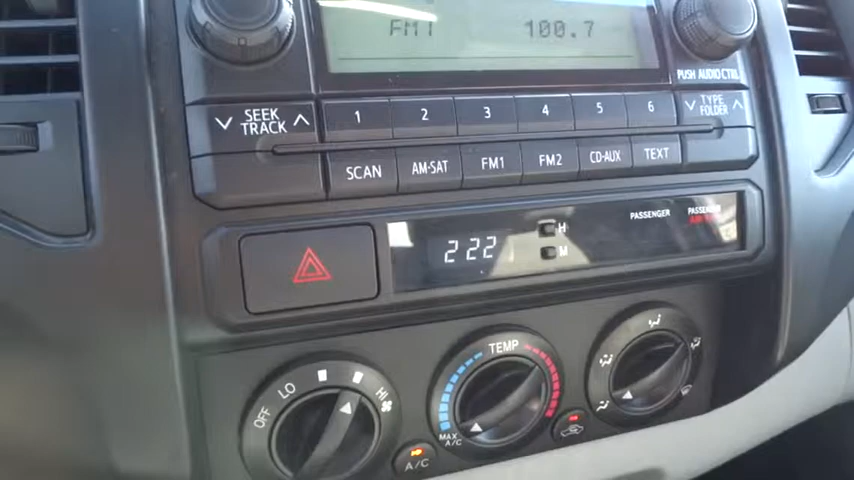 FM1 100.7
PUSH AUDIO CTRL
SEEK TRACK 1 2 3 4 5 6 TYPE FOLDER
SCAN AM·SAT FM1 FM2 CD·AUX TEXT
2 22 H M PASSENGER PASSENGER
OFF LO HI
TEMP
MAX A/C
A/C